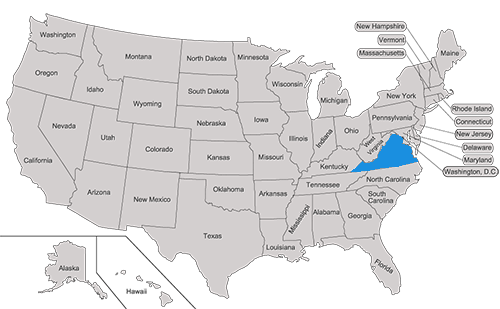 New Hampshire
Vermont
Massachusetts
Washington
Montana
North Dakota
Minnesota
Maine
Oregon
Idaho
Wyoming
South Dakota
Wisconsin
Michigan
New York
Rhode Island
Connecticut
New Jersey
Delaware
Maryland
Washington, D.C
Nevada
Utah
Colorado
Nebraska
Iowa
Illinois
Indiana
Ohio
Pennsylvania
West
Virginia
California
Kansas
Missouri
Kentucky
Arizona
New Mexico
Oklahoma
Arkansas
Tennessee
North Carolina
South
Carolina
Texas
Louisiana
Mississippi
Alabama
Georgia
Florida
Alaska
Hawaii